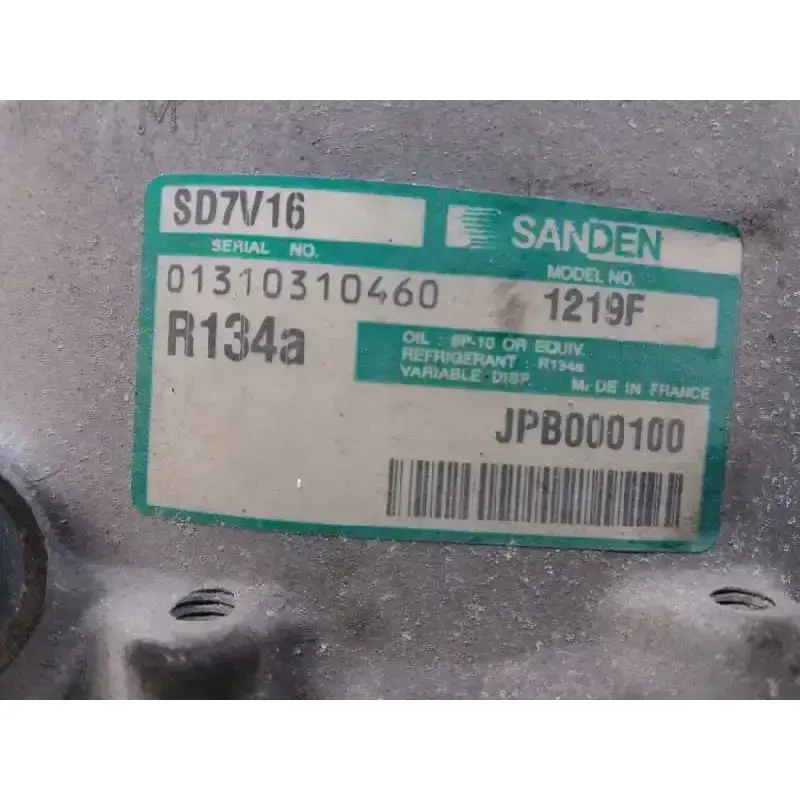 SD7V16
SANDEN
SERIAL NO.
MODEL NO.
01310310460
1219F
R134a
OIL : SP-10 OR EQUIV.
REFRIGERANT : R134a
VARIABLE DISP. MADE IN FRANCE
JPB000100